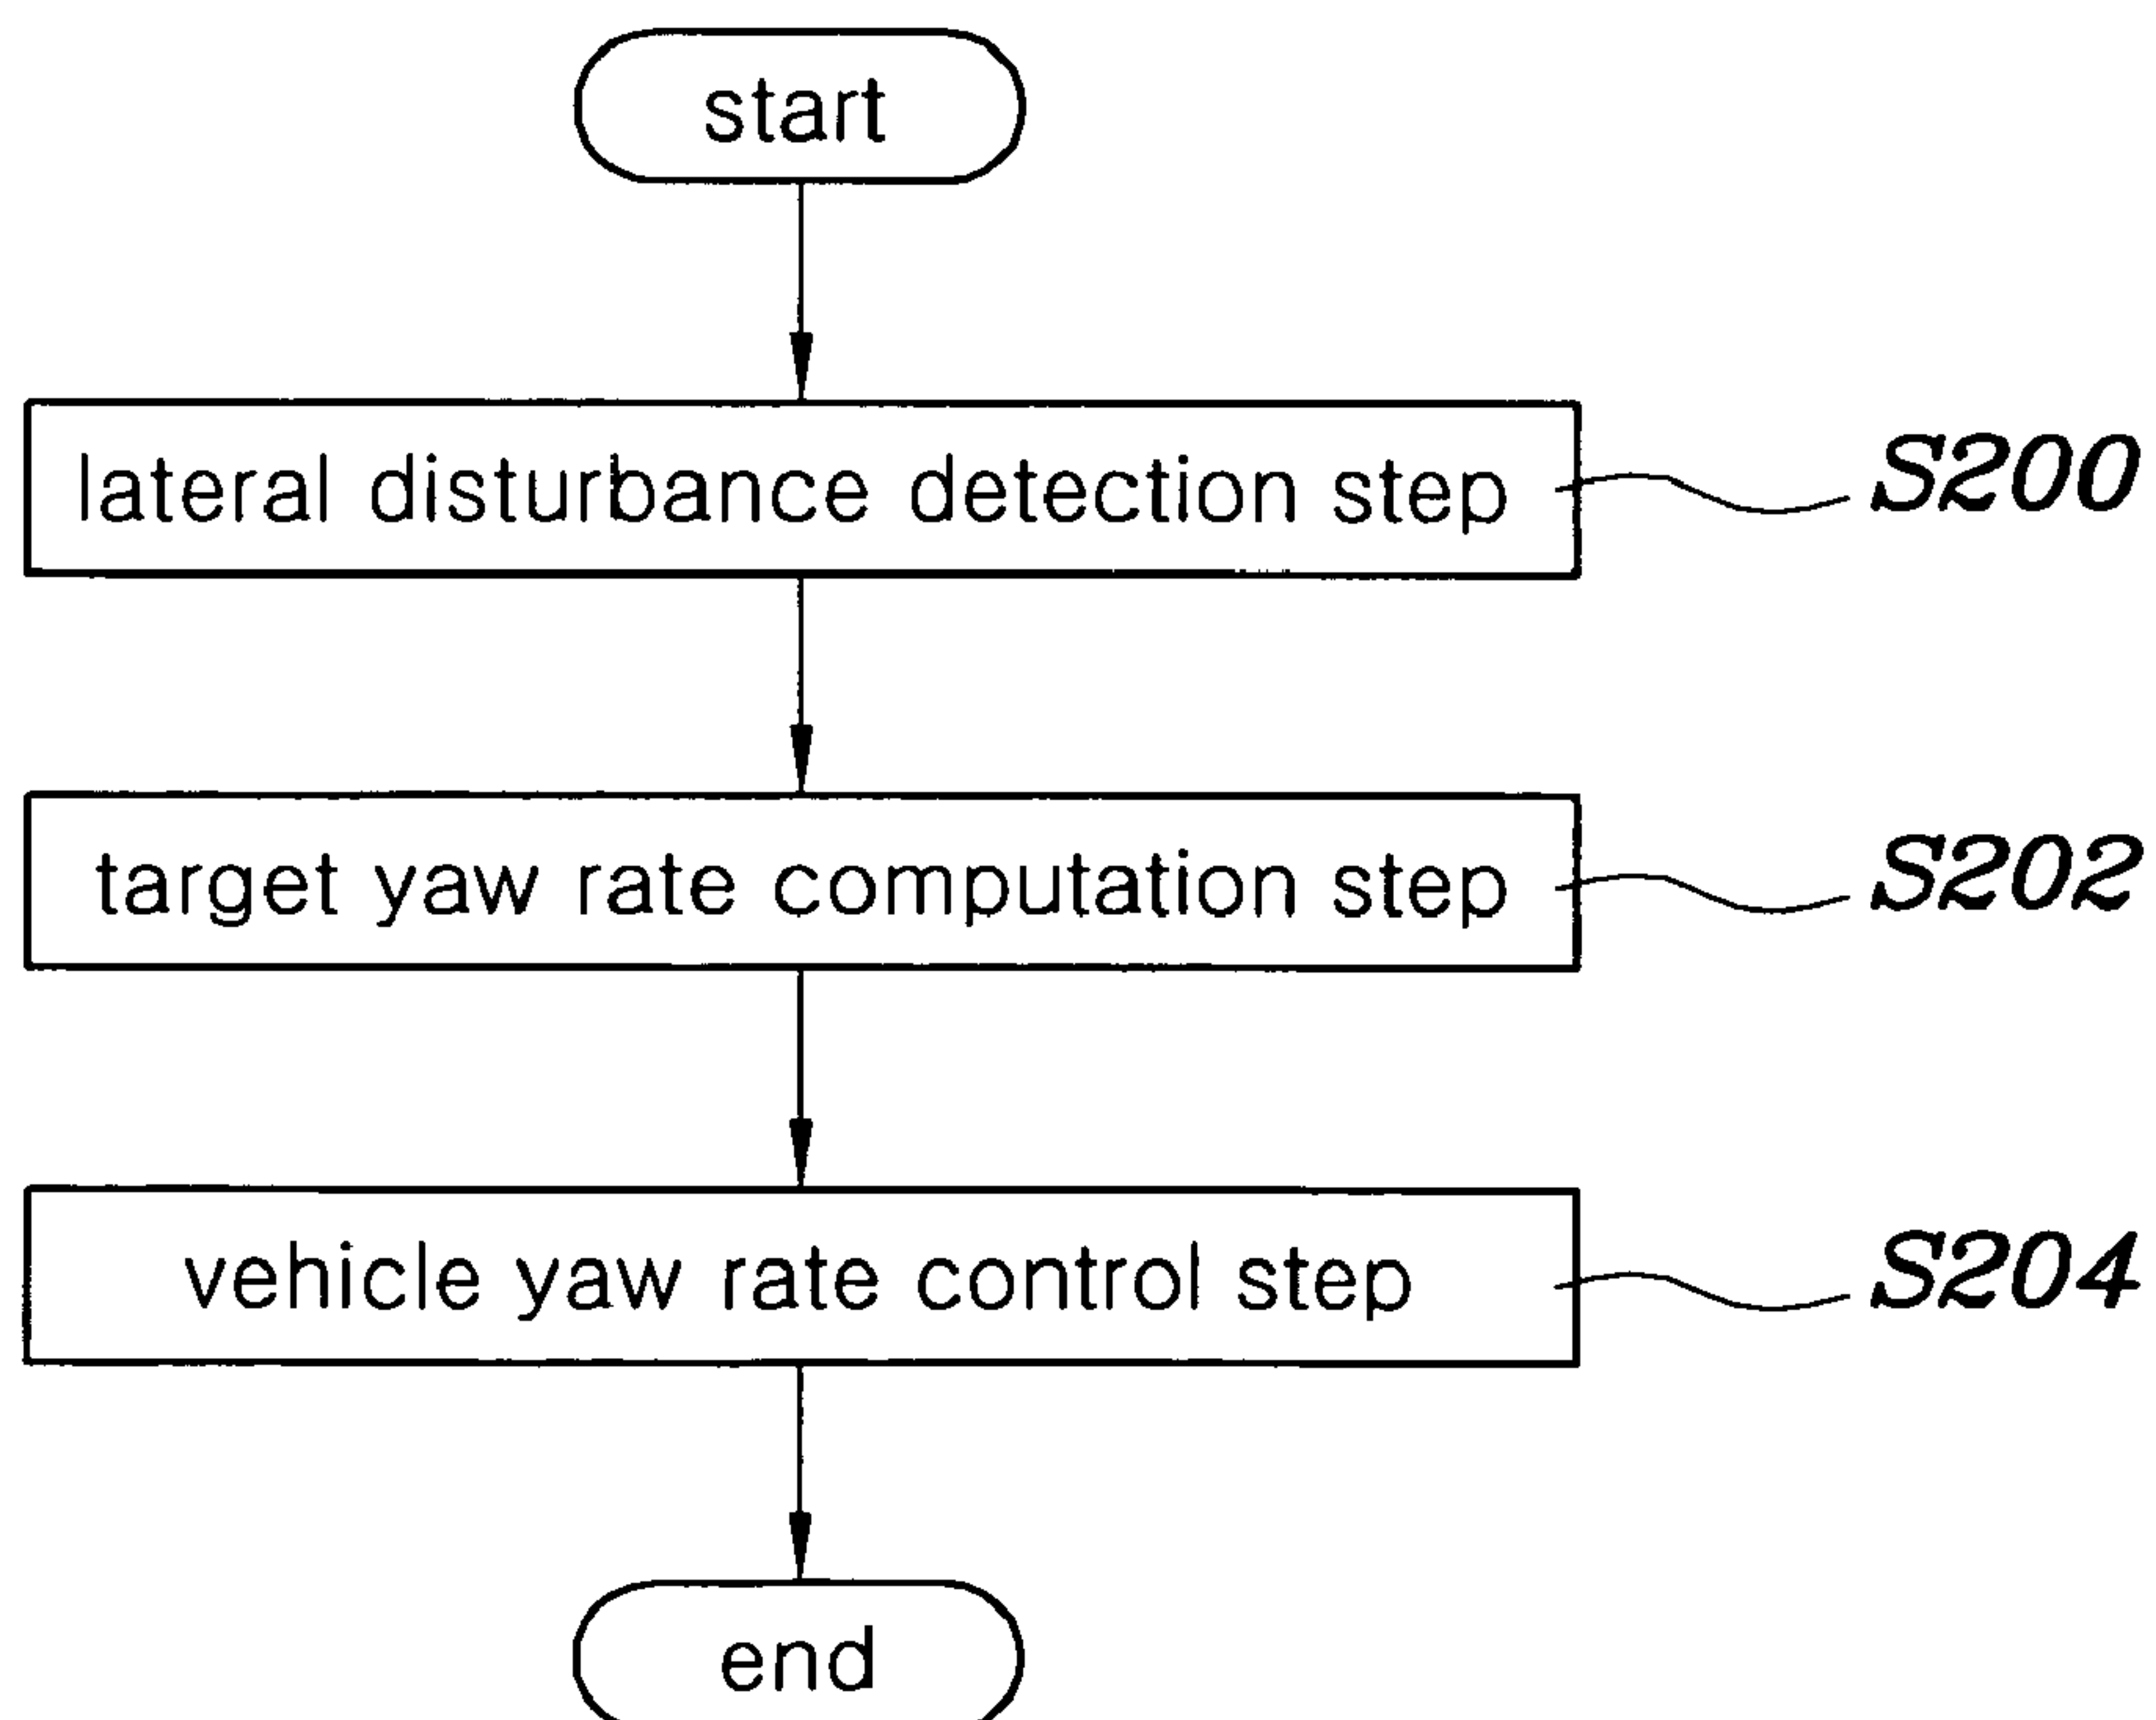 start
lateral disturbance detection step
S200
target yaw rate computation step
S202
vehicle yaw rate control step
S204
end